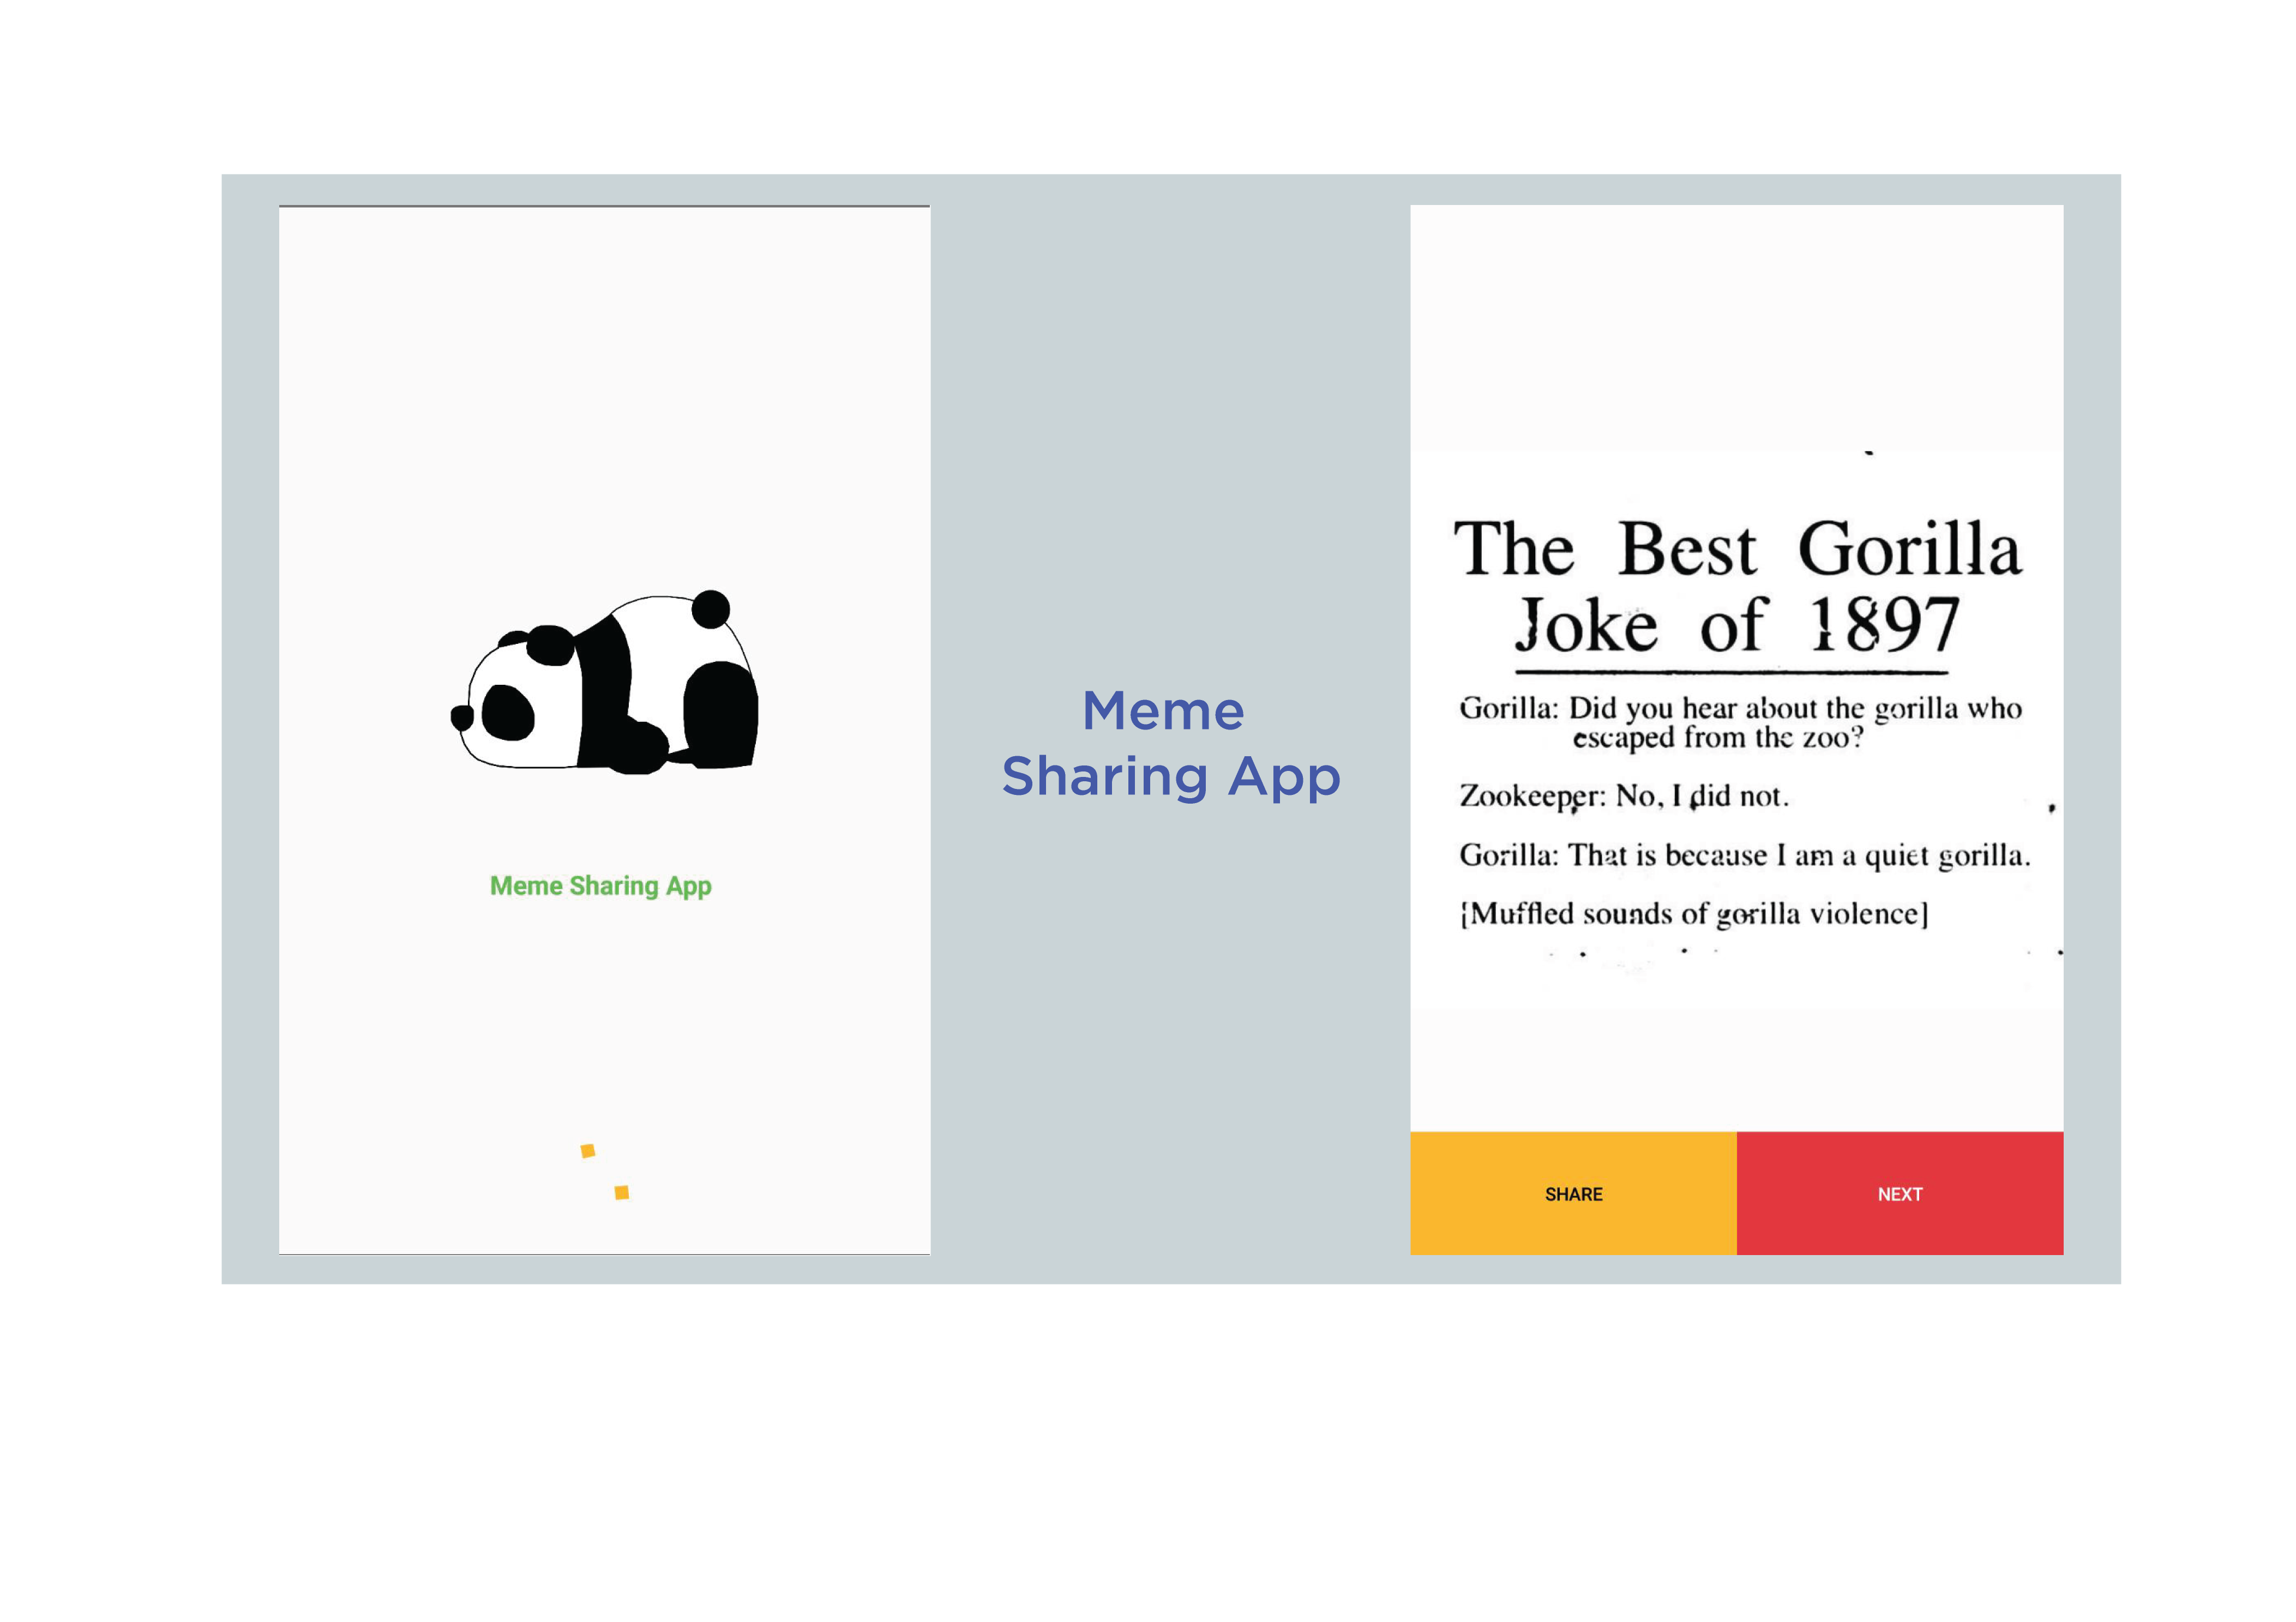 Meme Sharing App
Meme
Sharing App
The Best Gorilla
Joke of 1897
Gorilla: Did you hear about the gorilla who
escaped from the zoo?
Zookeeper: No, I did not.
Gorilla: That is because I am a quiet gorilla.
[Muffled sounds of gorilla violence]
SHARE
NEXT